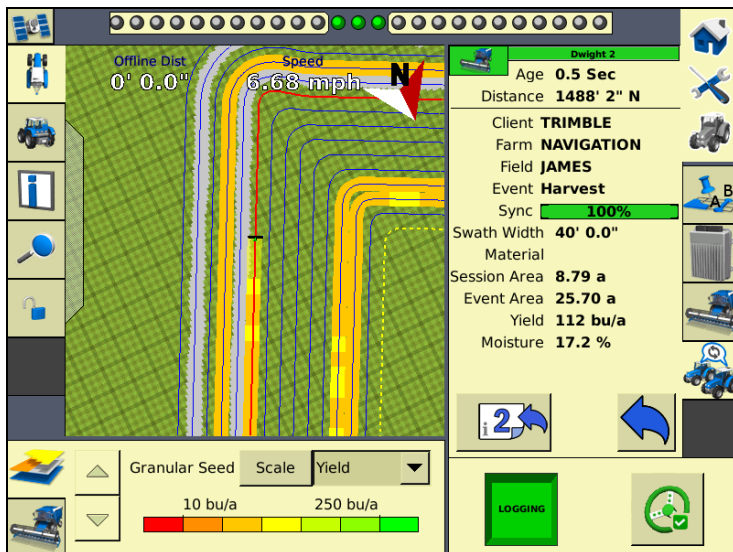 Offline Dist
0' 0.0"
Speed
6.68 mph
N
Dwight 2
Age 0.5 Sec
Distance 1488' 2" N
Client TRIMBLE
Farm NAVIGATION
Field JAMES
Event Harvest
Sync 100%
Swath Width 40' 0.0"
Material
Session Area 8.79 a
Event Area 25.70 a
Yield 112 bu/a
Moisture 17.2 %
A B
i
2
Granular Seed Scale Yield
10 bu/a 250 bu/a
LOGGING